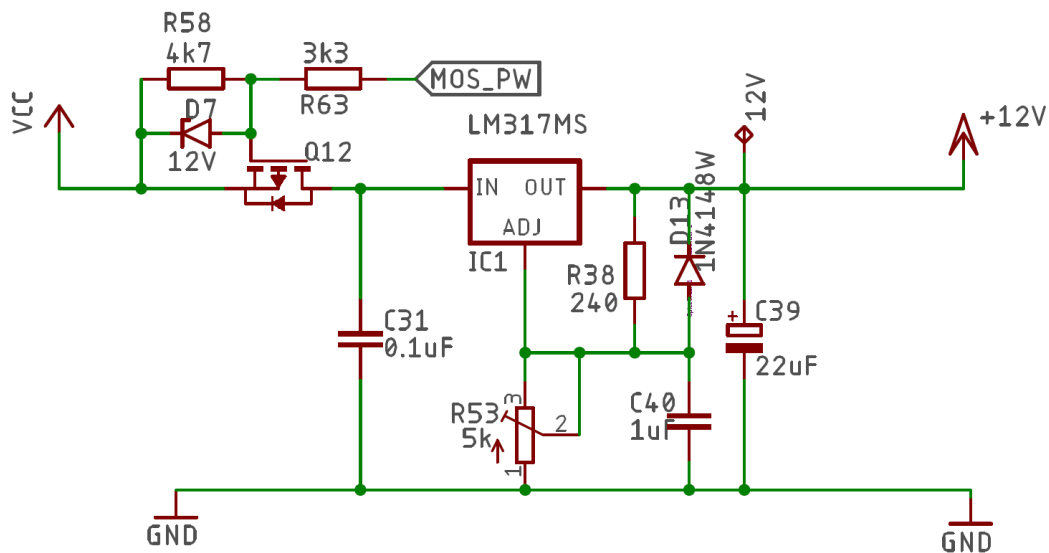 R58
4k7
3k3
MOS_PW
R63
VCC
D7
12V
Q12
LM317MS
12V
+12V
IN
OUT
ADJ
IC1
D13
1N4148W
R38
240
C31
0.1uF
+
C39
22uF
R53
5k
3
2
1
C40
1uF
GND
GND